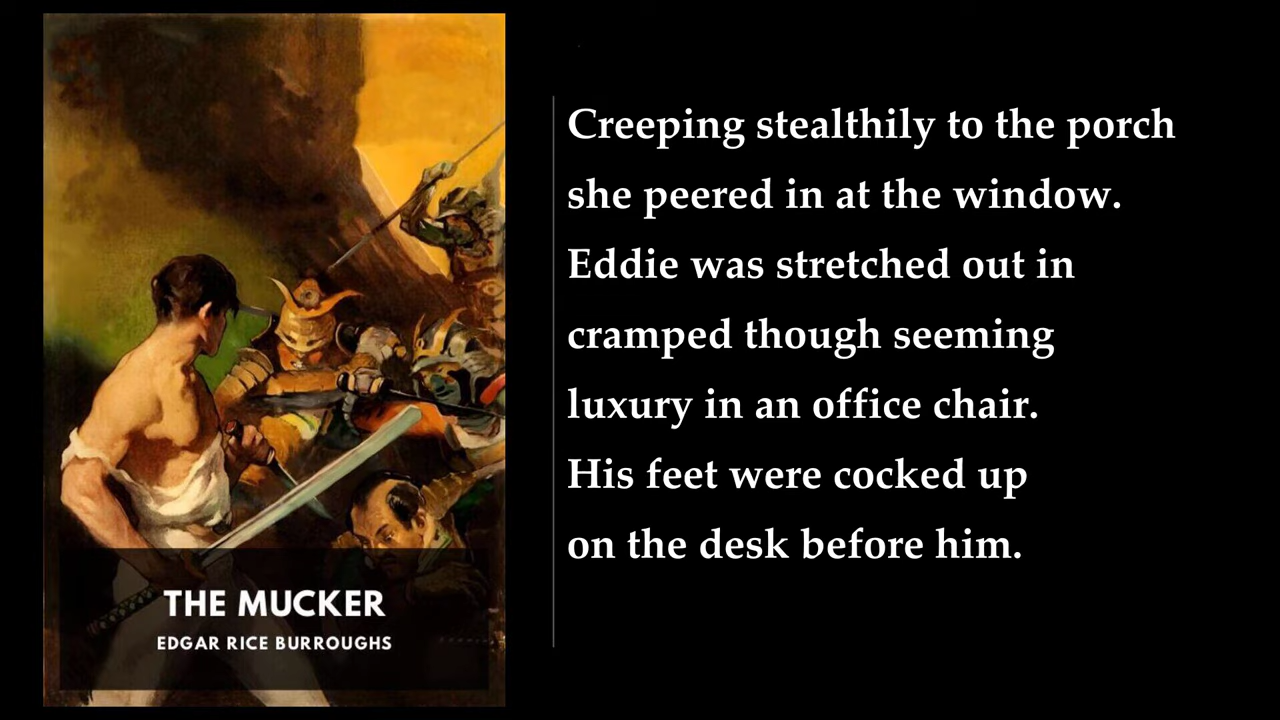 Creeping stealthily to the porch
she peered in at the window.
Eddie was stretched out in
cramped though seeming
luxury in an office chair.
His feet were cocked up
on the desk before him.
THE MUCKER
EDGAR RICE BURROUGHS